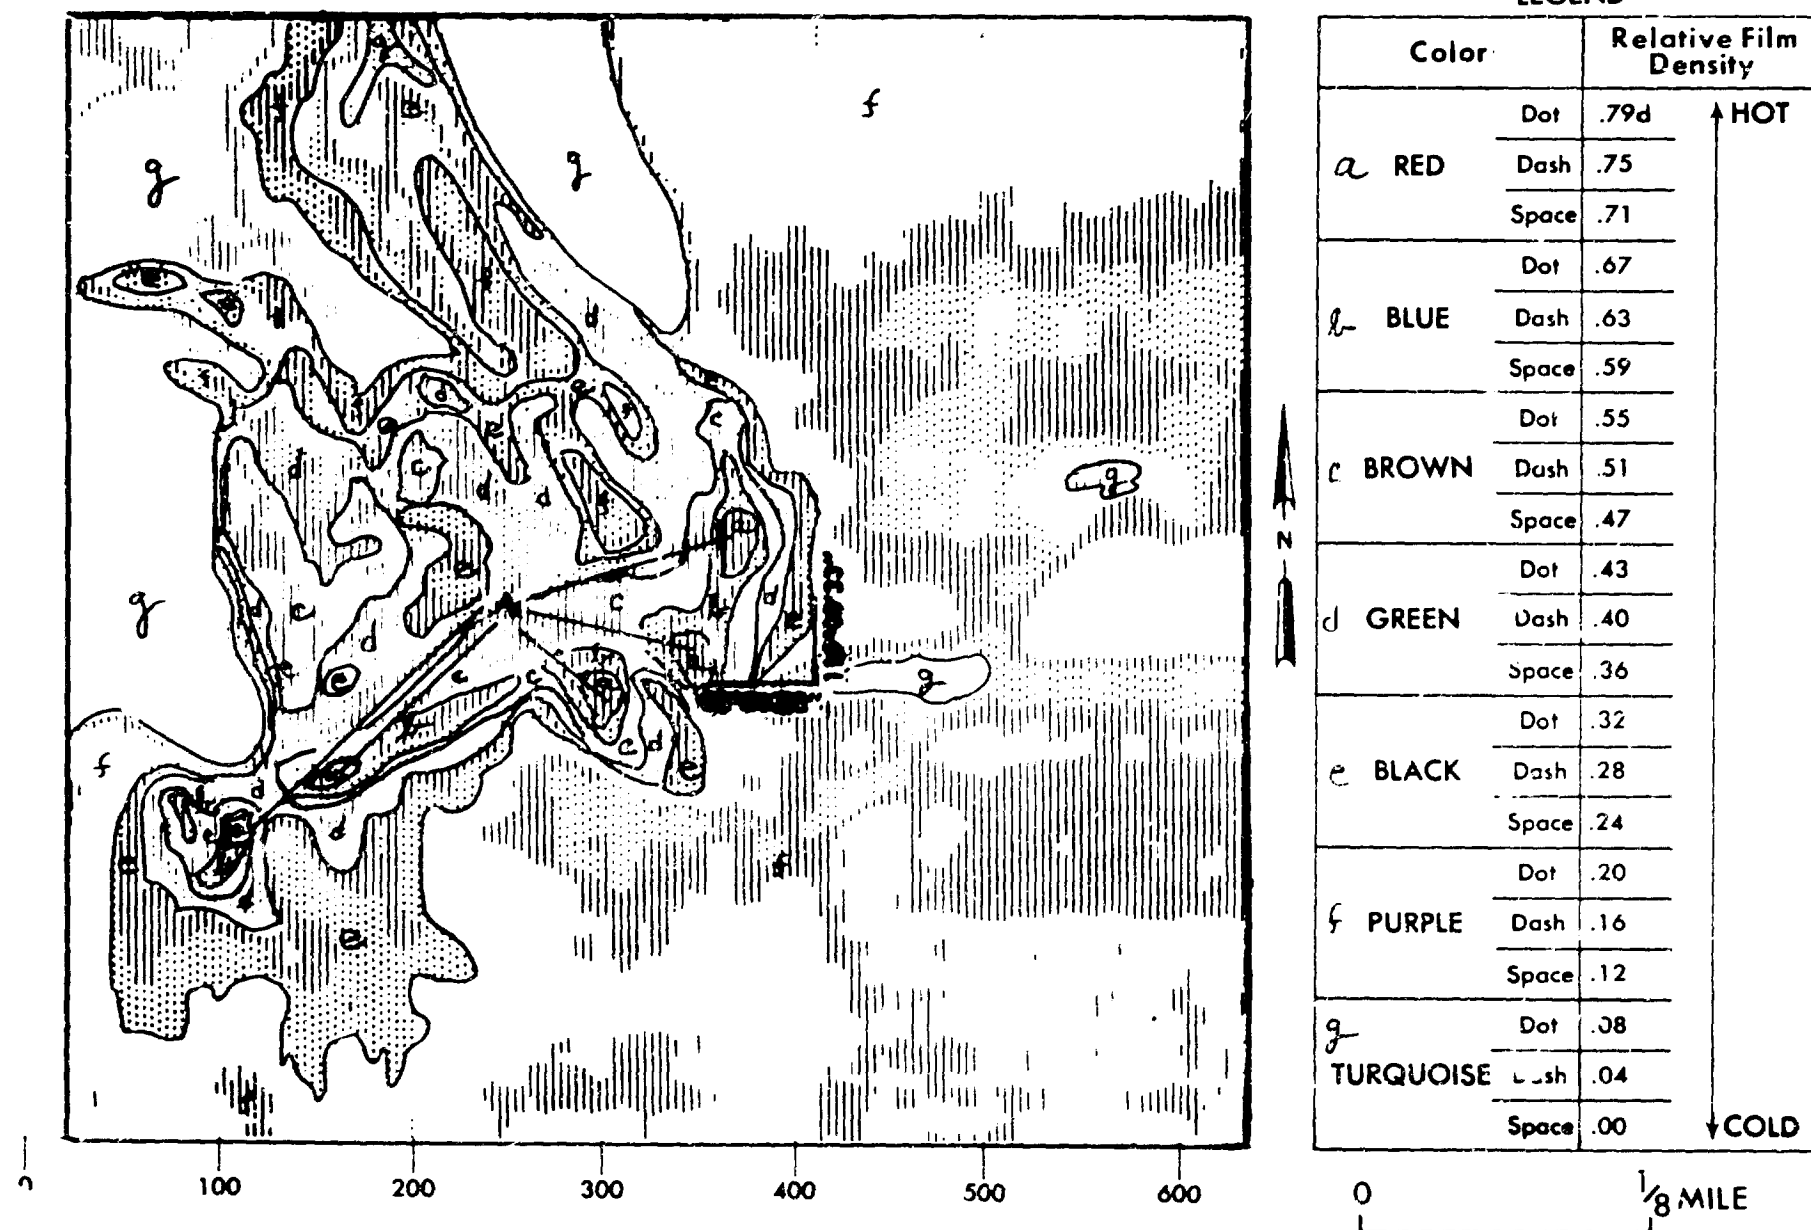 LEGEND
Color Relative Film Density
a RED Dot .79d
Dash .75
Space .71
b BLUE Dot .67
Dash .63
Space .59
c BROWN Dot .55
Dash .51
Space .47
d GREEN Dot .43
Dash .40
Space .36
e BLACK Dot .32
Dash .28
Space .24
f PURPLE Dot .20
Dash .16
Space .12
g TURQUOISE Dot .08
.04
Space .00
HOT
COLD
N
f
g
g
d
g
d
c
c
d
d
d
g
d
c
c
d
g
f
d
c
d
e
d
f
e
0 100 200 300 400 500 600
0 1/8 MILE